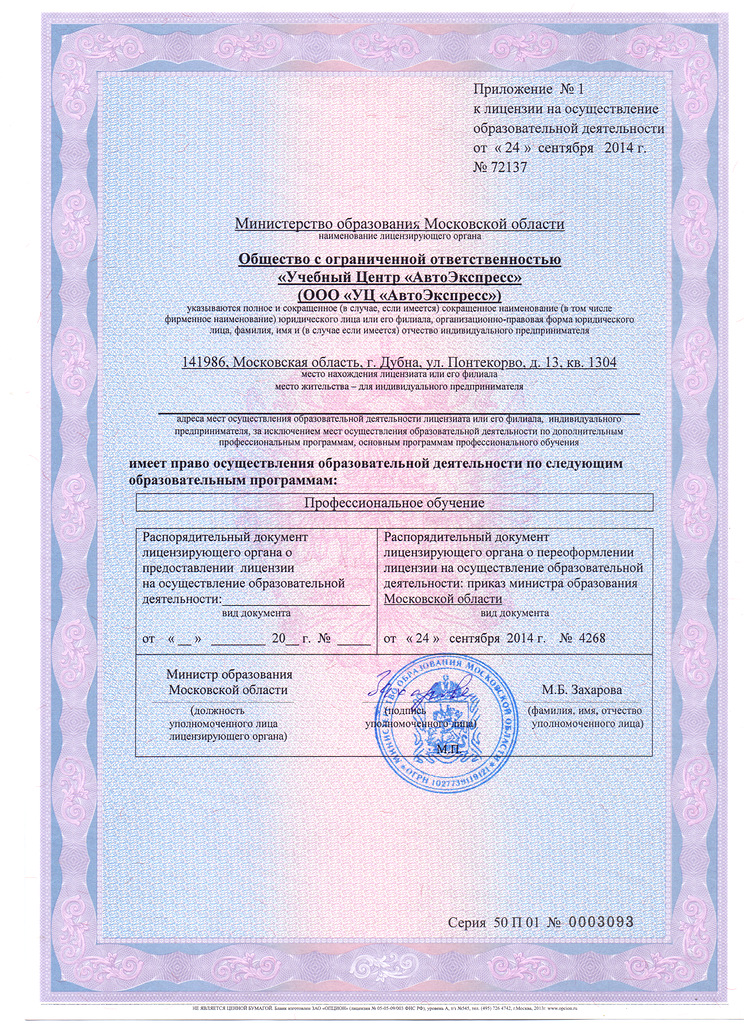 Приложение № 1
к лицензии на осуществление
образовательной деятельности
от « 24 » сентября 2014 г.
№ 72137
Министерство образования Московской области
наименование лицензирующего органа
Общество с ограниченной ответственностью
«Учебный Центр «АвтоЭкспресс»
(ООО «УЦ «АвтоЭкспресс»)
указываются полное и сокращенное (в случае, если имеется) сокращенное наименование (в том числе
фирменное наименование) юридического лица или его филиала, организационно-правовая форма юридического
лица, фамилия, имя и (в случае если имеется) отчество индивидуального предпринимателя
141986, Московская область, г. Дубна, ул. Понтекорво, д. 13, кв. 1304
место нахождения лицензиата или его филиала
место жительства – для индивидуального предпринимателя
адреса мест осуществления образовательной деятельности лицензиата или его филиала, индивидуального
предпринимателя, за исключением мест осуществления образовательной деятельности по дополнительным
профессиональным программам, основным программам профессионального обучения
имеет право осуществления образовательной деятельности по следующим
образовательным программам:
Профессиональное обучение
Распорядительный документ
лицензирующего органа о
предоставлении лицензии
на осуществление образовательной
деятельности:
вид документа
от « __ » ________ 20__ г. № _____
Распорядительный документ
лицензирующего органа о переоформлении
лицензии на осуществление образовательной
деятельности: приказ министра образования
Московской области
вид документа
от « 24 » сентября 2014 г. № 4268
Министр образования
Московской области
(должность
уполномоченного лица
лицензирующего органа)
(подпись
уполномоченного лица)
М.П.
М.Б. Захарова
(фамилия, имя, отчество
уполномоченного лица)
МИНИСТЕРСТВО ОБРАЗОВАНИЯ МОСКОВСКОЙ ОБЛАСТИ
ОГРН 1027739119121
Серия 50 П 01 № 0003093
НЕ ЯВЛЯЕТСЯ ЦЕННОЙ БУМАГОЙ. Бланк изготовлен ЗАО «ОПЦИОН» (лицензия № 05-05-09/003 ФНС РФ), уровень А, т/з №545, тел. (495) 726 4742, г.Москва, 2013г. www.opcion.ru.